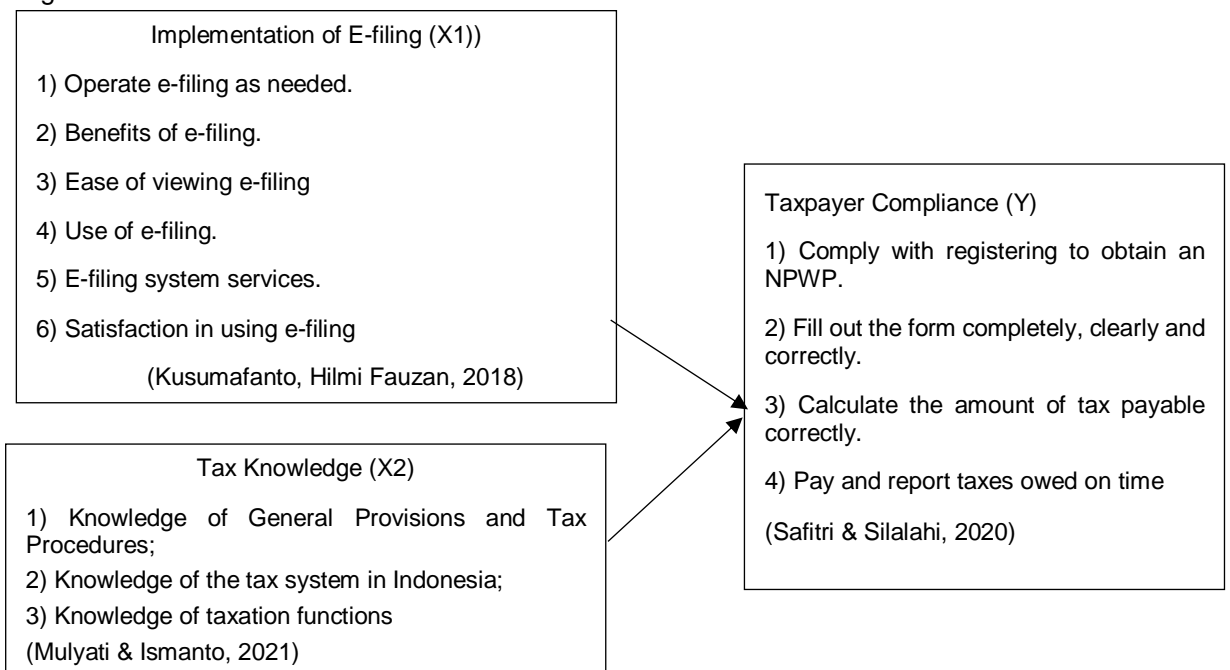 Implementation of E-filing (X1))
1) Operate e-filing as needed.
2) Benefits of e-filing.
3) Ease of viewing e-filing
4) Use of e-filing.
5) E-filing system services.
6) Satisfaction in using e-filing
(Kusumafanto, Hilmi Fauzan, 2018)
Tax Knowledge (X2)
1) Knowledge of General Provisions and Tax
Procedures;
2) Knowledge of the tax system in Indonesia;
3) Knowledge of taxation functions
(Mulyati & Ismanto, 2021)
Taxpayer Compliance (Y)
1) Comply with registering to obtain an
NPWP.
2) Fill out the form completely, clearly and
correctly.
3) Calculate the amount of tax payable
correctly.
4) Pay and report taxes owed on time
(Safitri & Silalahi, 2020)